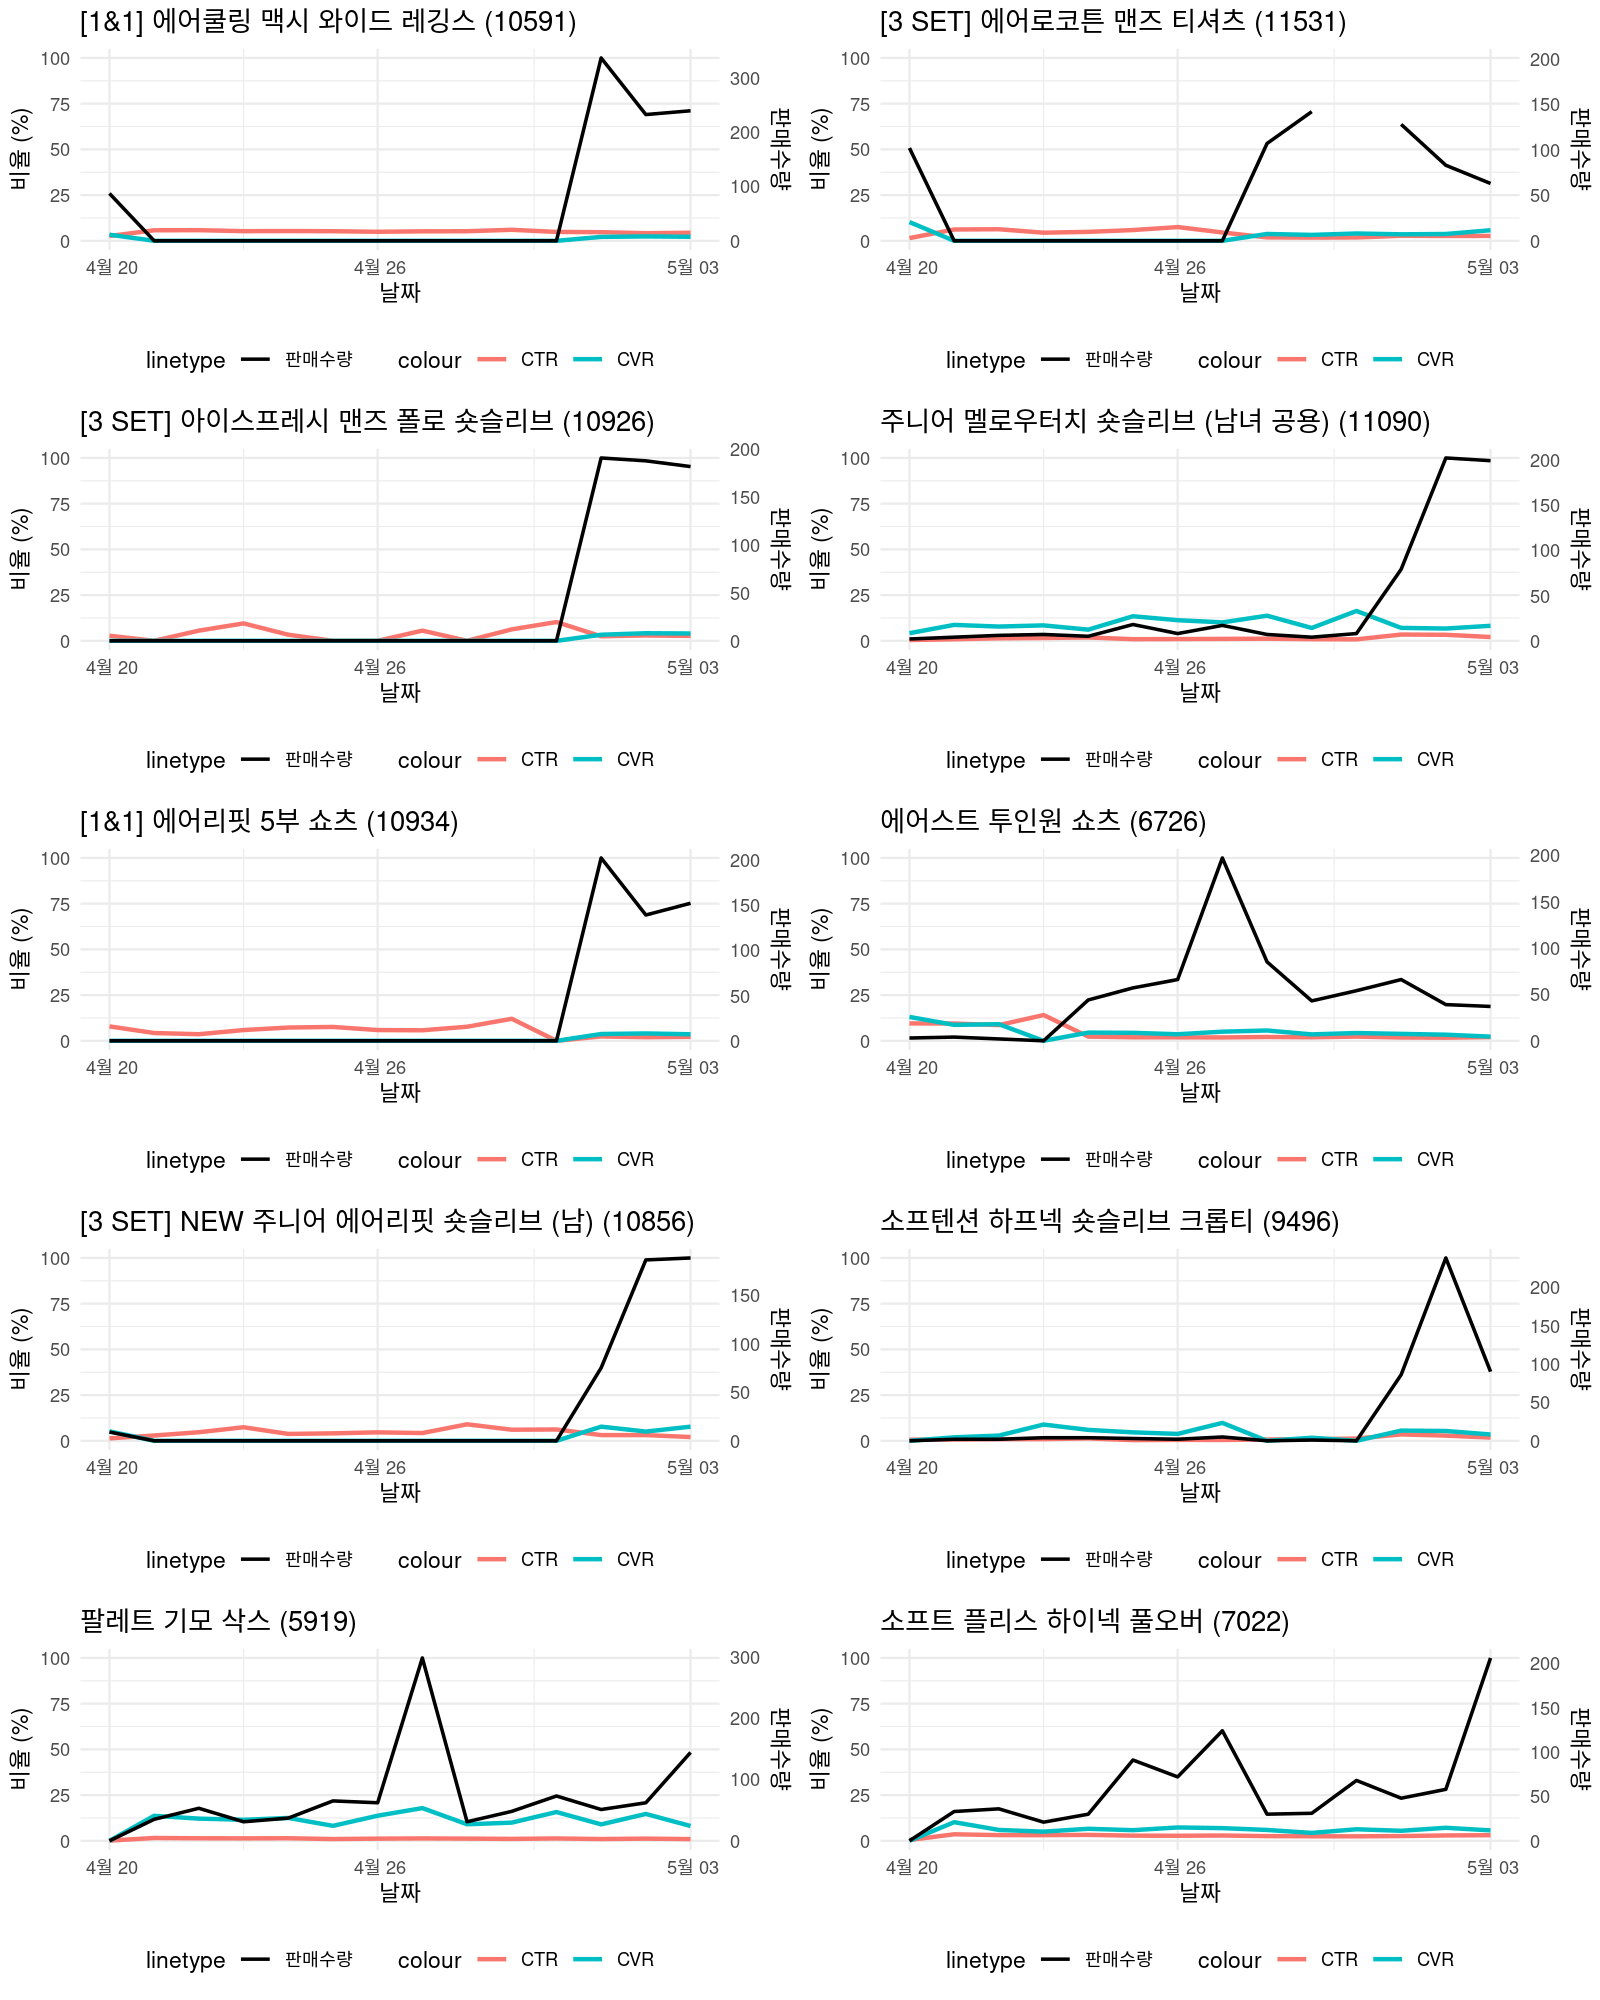 [1&1] 에어쿨링 맥시 와이드 레깅스 (10591)
100
75
50
25
0
비율 (%)
300
200
100
0
판매수량
4월 20
4월 26
5월 03
날짜
linetype 판매수량 colour CTR CVR
[3 SET] 에어로코튼 맨즈 티셔츠 (11531)
100
75
50
25
0
비율 (%)
200
150
100
50
0
판매수량
4월 20
4월 26
5월 03
날짜
linetype 판매수량 colour CTR CVR
[3 SET] 아이스프레시 맨즈 폴로 숏슬리브 (10926)
100
75
50
25
0
비율 (%)
200
150
100
50
0
판매수량
4월 20
4월 26
5월 03
날짜
linetype 판매수량 colour CTR CVR
주니어 멜로우터치 숏슬리브 (남녀 공용) (11090)
100
75
50
25
0
비율 (%)
200
150
100
50
0
판매수량
4월 20
4월 26
5월 03
날짜
linetype 판매수량 colour CTR CVR
[1&1] 에어리핏 5부 쇼츠 (10934)
100
75
50
25
0
비율 (%)
200
150
100
50
0
판매수량
4월 20
4월 26
5월 03
날짜
linetype 판매수량 colour CTR CVR
에어스트 투인원 쇼츠 (6726)
100
75
50
25
0
비율 (%)
200
150
100
50
0
판매수량
4월 20
4월 26
5월 03
날짜
linetype 판매수량 colour CTR CVR
[3 SET] NEW 주니어 에어리핏 숏슬리브 (남) (10856)
100
75
50
25
0
비율 (%)
150
100
50
0
판매수량
4월 20
4월 26
5월 03
날짜
linetype 판매수량 colour CTR CVR
소프텐션 하프넥 숏슬리브 크롭티 (9496)
100
75
50
25
0
비율 (%)
200
150
100
50
0
판매수량
4월 20
4월 26
5월 03
날짜
linetype 판매수량 colour CTR CVR
팔레트 기모 삭스 (5919)
100
75
50
25
0
비율 (%)
300
200
100
0
판매수량
4월 20
4월 26
5월 03
날짜
linetype 판매수량 colour CTR CVR
소프트 플리스 하이넥 풀오버 (7022)
100
75
50
25
0
비율 (%)
200
150
100
50
0
판매수량
4월 20
4월 26
5월 03
날짜
linetype 판매수량 colour CTR CVR